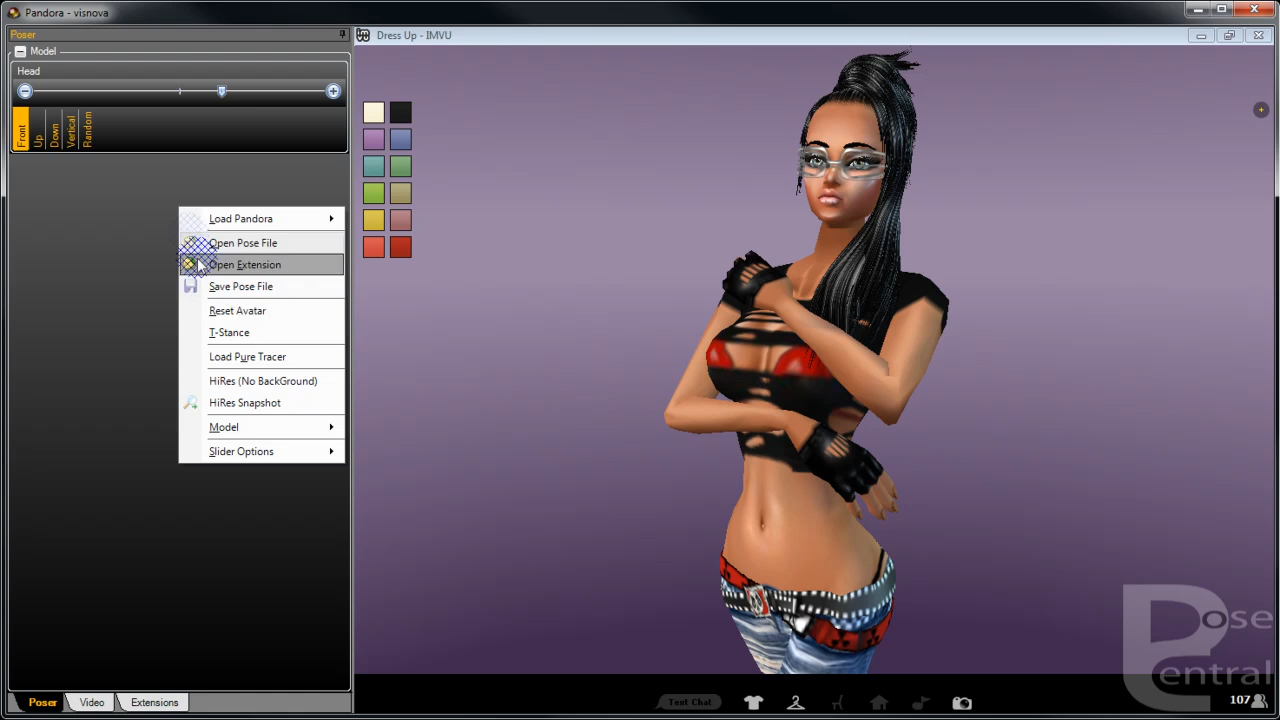 Pandora - visnova
Poser
Model
Head
Front
Up
Down
Vertical
Random
Load Pandora
Open Pose File
Open Extension
Save Pose File
Reset Avatar
T-Stance
Load Pure Tracer
HiRes (No BackGround)
HiRes Snapshot
Model
Slider Options
Poser
Video
Extensions
imvu
Dress Up - IMVU
Text Chat
107
Pose
Central